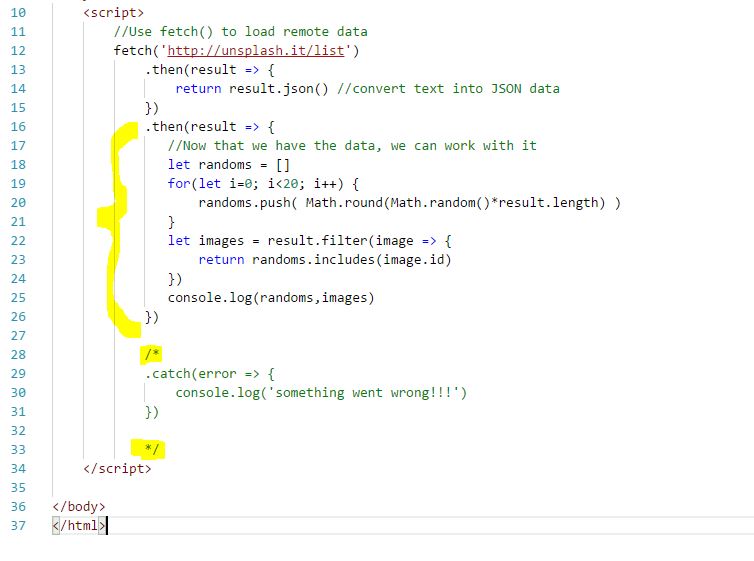 10 <script>
11 //Use fetch() to load remote data
12 fetch('http://unsplash.it/list')
13 .then(result => {
14 return result.json() //convert text into JSON data
15 })
16 .then(result => {
17 //Now that we have the data, we can work with it
18 let randoms = []
19 for(let i=0; i<20; i++) {
20 randoms.push( Math.round(Math.random()*result.length) )
21 }
22 let images = result.filter(image => {
23 return randoms.includes(image.id)
24 })
25 console.log(randoms,images)
26 })
27
28 /*
29 .catch(error => {
30 console.log('something went wrong!!!')
31 })
32
33 */
34 </script>
35
36 </body>
37 </html>